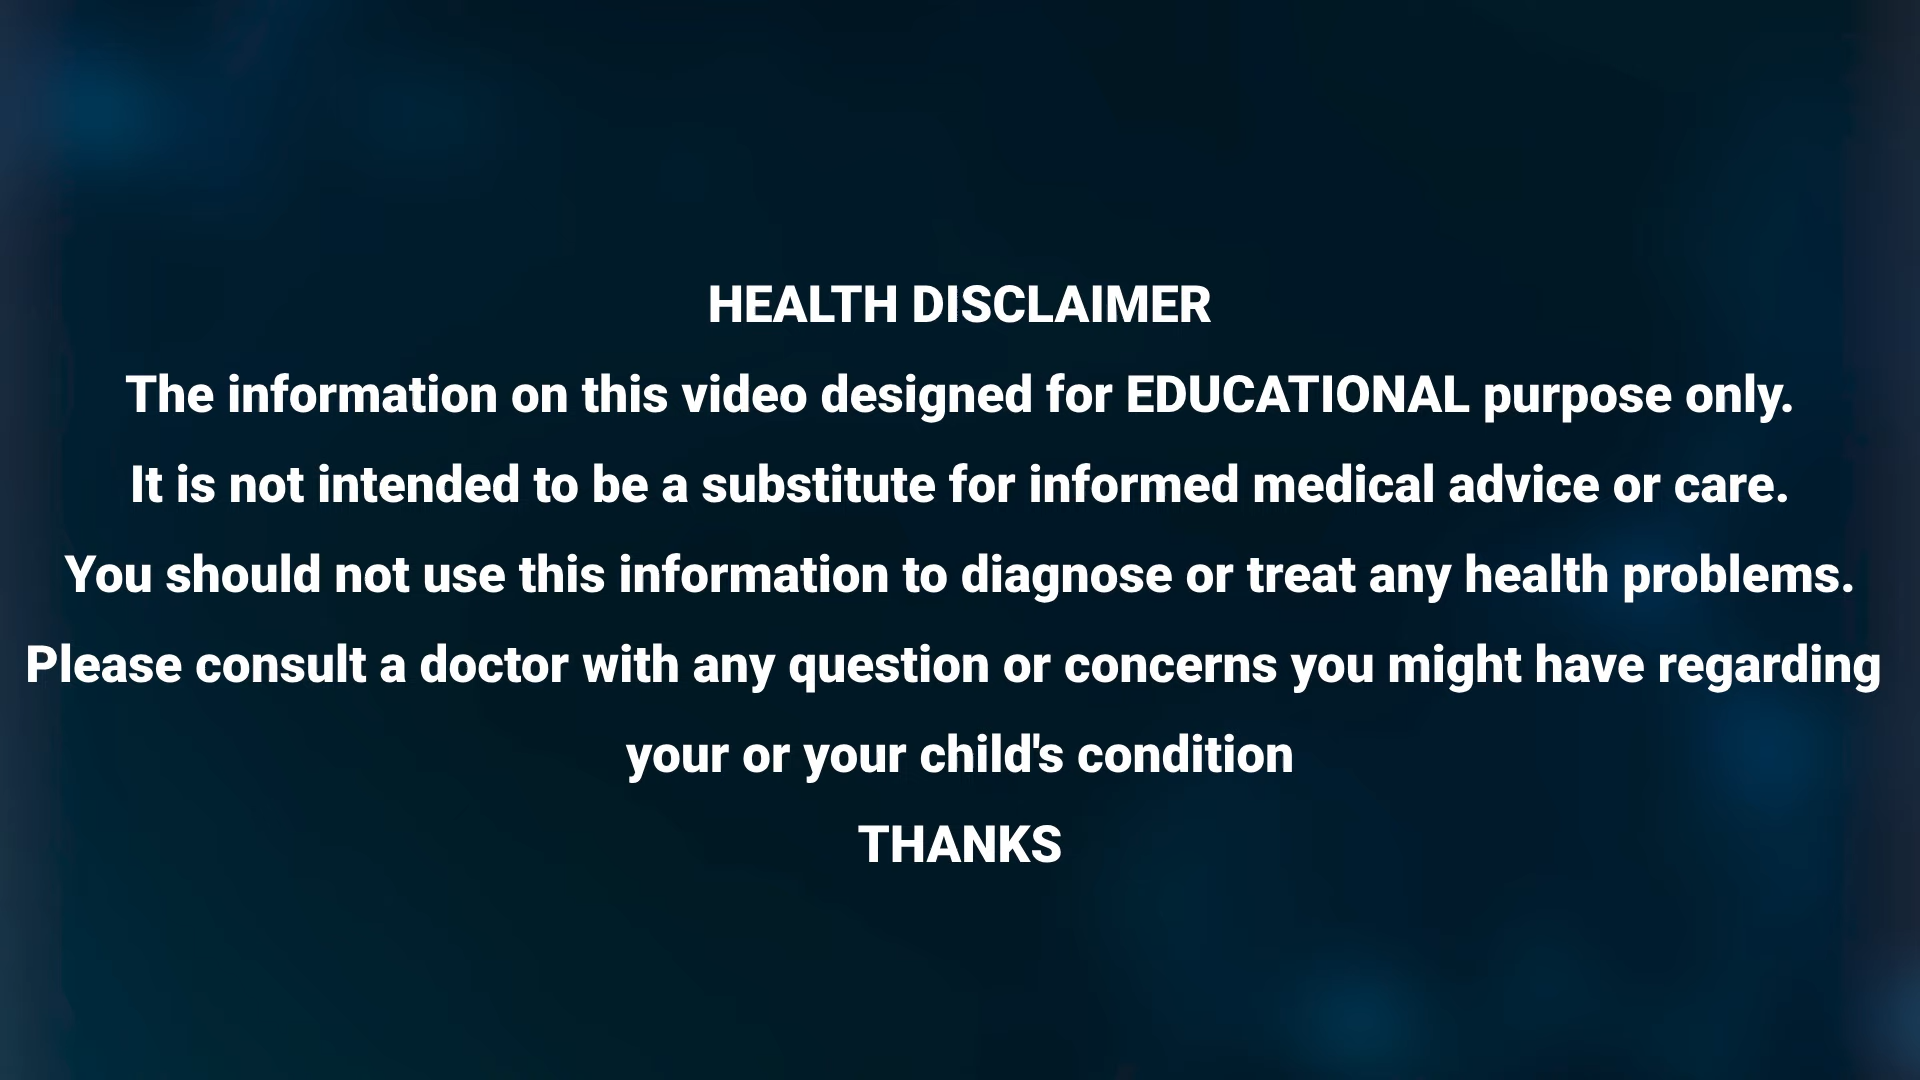 HEALTH DISCLAIMER
The information on this video designed for EDUCATIONAL purpose only.
It is not intended to be a substitute for informed medical advice or care.
You should not use this information to diagnose or treat any health problems.
Please consult a doctor with any question or concerns you might have regarding
your or your child's condition
THANKS